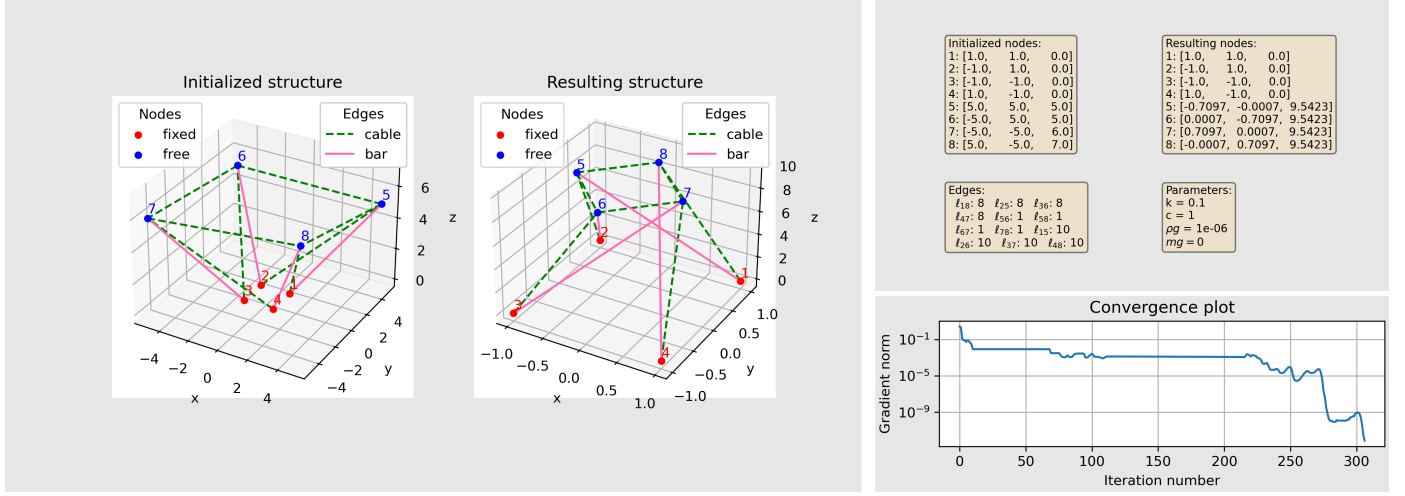 Initialized structure
Nodes
fixed
free
Edges
cable
bar
6
5
7
8
2
3
1
4
6
4
2
0
z
−4
−2
0
2
4
x
−4
−2
0
2
4
y
Resulting structure
Nodes
fixed
free
Edges
cable
bar
8
5
7
6
2
1
3
4
10
8
6
4
2
0
z
−1.0
−0.5
0.0
0.5
1.0
x
−1.0
−0.5
0.0
0.5
1.0
y
Initialized nodes:
1: [1.0, 1.0, 0.0]
2: [-1.0, 1.0, 0.0]
3: [-1.0, -1.0, 0.0]
4: [1.0, -1.0, 0.0]
5: [5.0, 5.0, 5.0]
6: [-5.0, 5.0, 5.0]
7: [-5.0, -5.0, 6.0]
8: [5.0, -5.0, 7.0]
Resulting nodes:
1: [1.0, 1.0, 0.0]
2: [-1.0, 1.0, 0.0]
3: [-1.0, -1.0, 0.0]
4: [1.0, -1.0, 0.0]
5: [-0.7097, -0.0007, 9.5423]
6: [0.0007, -0.7097, 9.5423]
7: [0.7097, 0.0007, 9.5423]
8: [-0.0007, 0.7097, 9.5423]
Edges:
ℓ₁₈: 8 ℓ₂₅: 8 ℓ₃₆: 8
ℓ₄₇: 8 ℓ₅₆: 1 ℓ₅₈: 1
ℓ₆₇: 1 ℓ₇₈: 1 ℓ₁₅: 10
ℓ₂₆: 10 ℓ₃₇: 10 ℓ₄₈: 10
Parameters:
k = 0.1
c = 1
ρg = 1e-06
mg = 0
Convergence plot
Gradient norm
10⁻¹
10⁻⁵
10⁻⁹
0
50
100
150
200
250
300
Iteration number